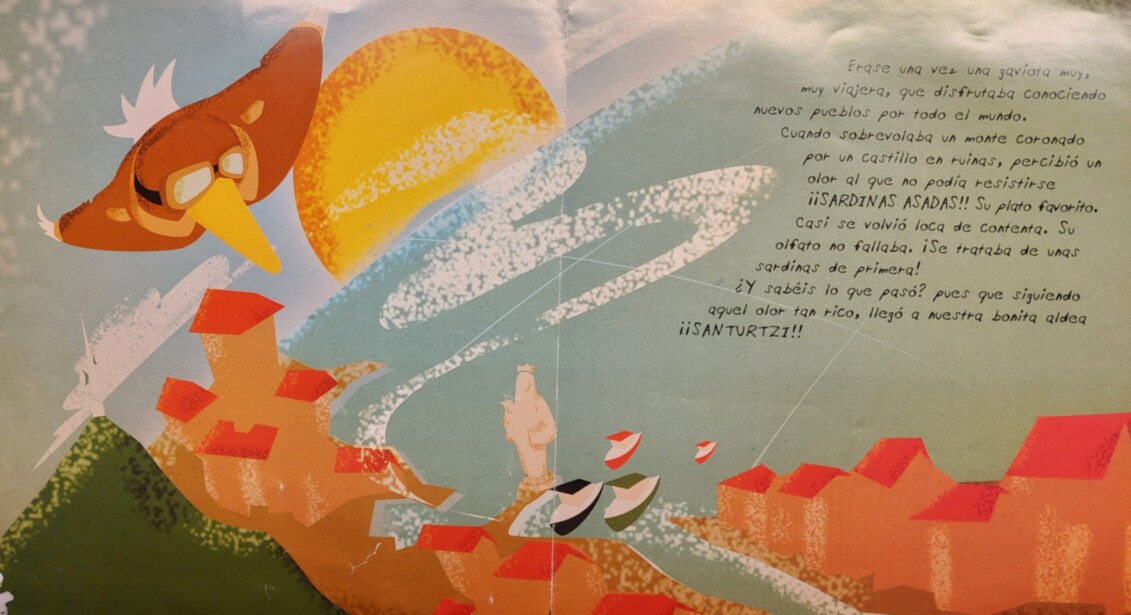 Erase una vez una gaviota muy,
muy viajera, que disfrutaba conociendo
nuevos pueblos por todo el mundo.
Cuando sobrevolaba un monte coronado
por un castillo en ruinas, percibió un
olor al que no podía resistirse
¡¡SARDINAS ASADAS!! Su plato favorito.
Casi se volvió loca de contenta. Su
olfato no fallaba. ¡Se trataba de unas
sardinas de primera!
¿Y sabéis lo que pasó? pues que siguiendo
aquel olor tan rico, llegó a nuestra bonita aldea
¡¡SANTURTZI!!